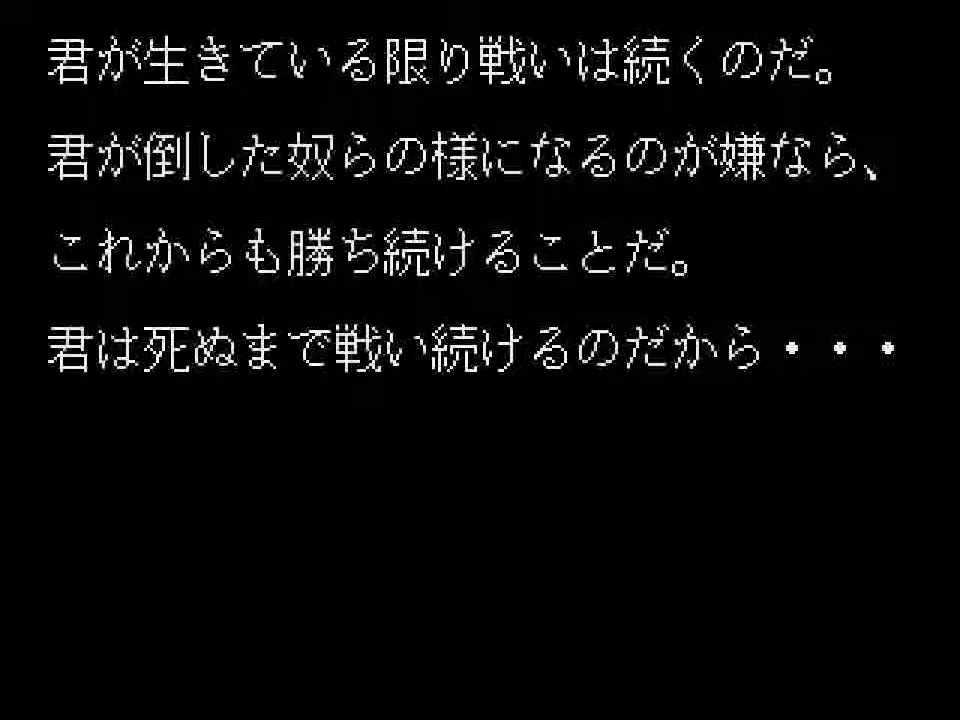 君が生きている限り戦いは続くのだ。
君が倒した奴らの様になるのが嫌なら、
これからも勝ち続けることだ。
君は死ぬまで戦い続けるのだから・・・